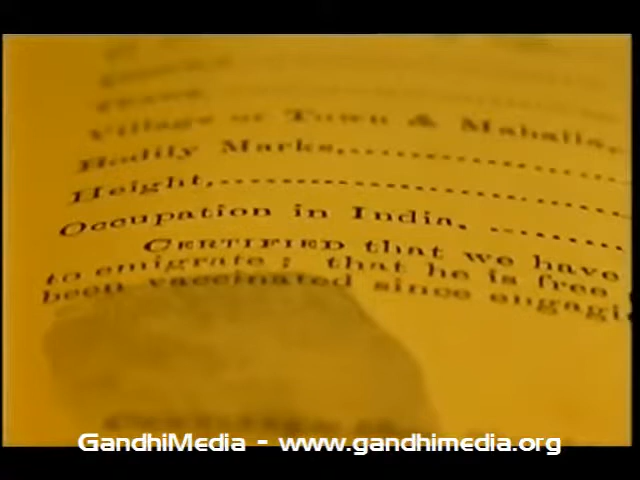 Village or Town & Mahalla,
Bodily Marks,
Height,
Occupation in India,
CERTIFIED that we have
to emigrate ; that he is free
been vaccinated since
GandhiMedia - www.gandhimedia.org